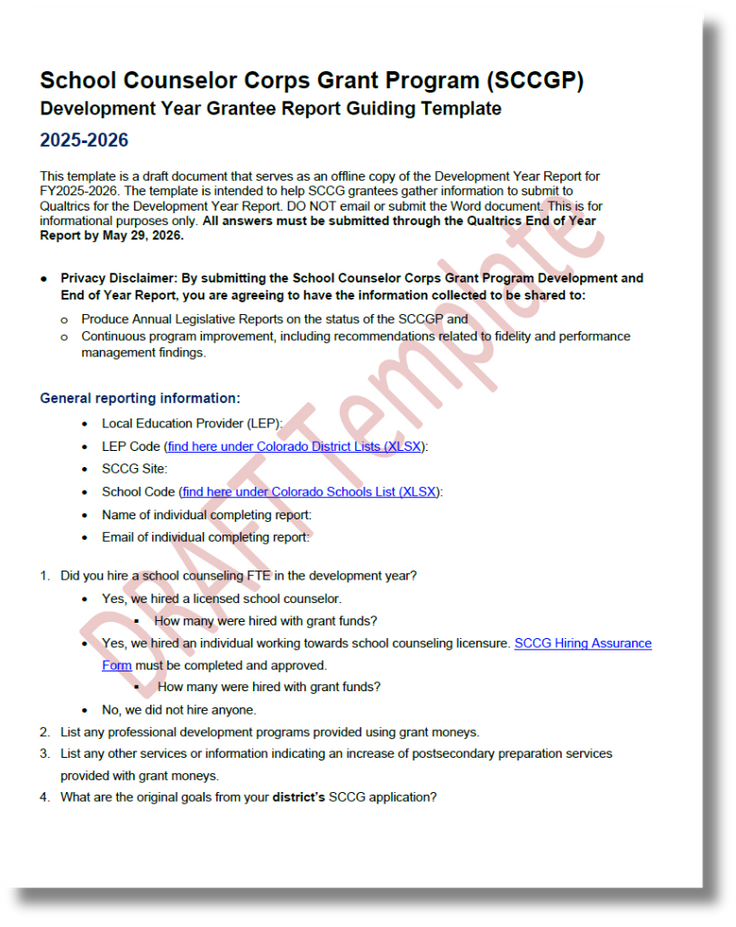 School Counselor Corps Grant Program (SCCGP)
Development Year Grantee Report Guiding Template
2025-2026
This template is a draft document that serves as an offline copy of the Development Year Report for
FY2025-2026. The template is intended to help SCCG grantees gather information to submit to
Qualtrics for the Development Year Report. DO NOT email or submit the Word document. This is for
informational purposes only. All answers must be submitted through the Qualtrics End of Year
Report by May 29, 2026.
● Privacy Disclaimer: By submitting the School Counselor Corps Grant Program Development and
End of Year Report, you are agreeing to have the information collected to be shared to:
o Produce Annual Legislative Reports on the status of the SCCGP and
o Continuous program improvement, including recommendations related to fidelity and performance
management findings.
General reporting information:
• Local Education Provider (LEP):
• LEP Code (find here under Colorado District Lists (XLSX):
• SCCG Site:
• School Code (find here under Colorado Schools List (XLSX):
• Name of individual completing report:
• Email of individual completing report:
1. Did you hire a school counseling FTE in the development year?
• Yes, we hired a licensed school counselor.
▪ How many were hired with grant funds?
• Yes, we hired an individual working towards school counseling licensure. SCCG Hiring Assurance
Form must be completed and approved.
▪ How many were hired with grant funds?
• No, we did not hire anyone.
2. List any professional development programs provided using grant moneys.
3. List any other services or information indicating an increase of postsecondary preparation services
provided with grant moneys.
4. What are the original goals from your district's SCCG application?
DRAFT Template